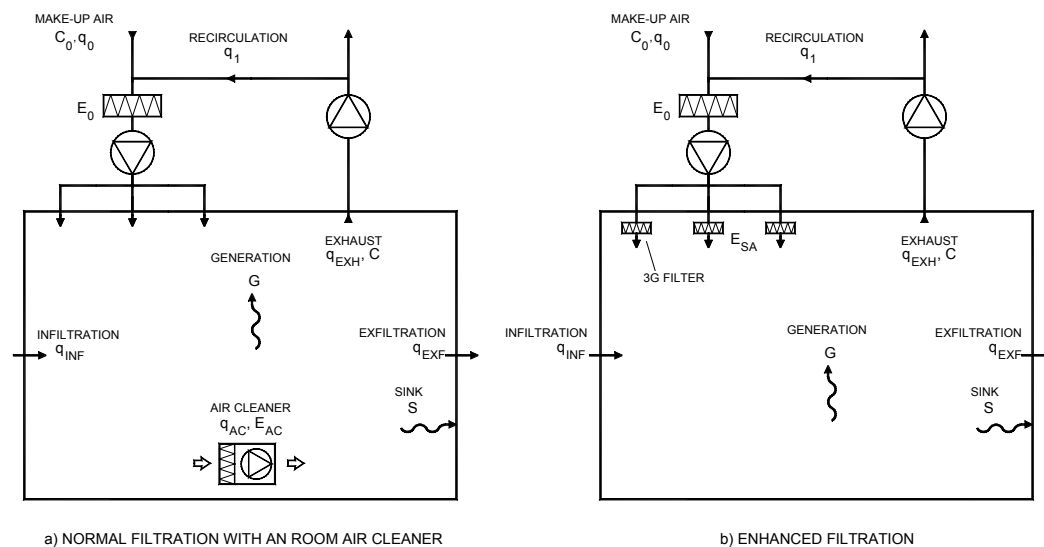 MAKE-UP AIR
C0,q0
RECIRCULATION
q1
E0
EXHAUST
qEXH, C
GENERATION
G
INFILTRATION
qINF
EXFILTRATION
qEXF
SINK
S
AIR CLEANER
qAC, EAC
a) NORMAL FILTRATION WITH AN ROOM AIR CLEANER
MAKE-UP AIR
C0,q0
RECIRCULATION
q1
E0
ESA
3G FILTER
EXHAUST
qEXH, C
INFILTRATION
qINF
GENERATION
G
EXFILTRATION
qEXF
SINK
S
b) ENHANCED FILTRATION